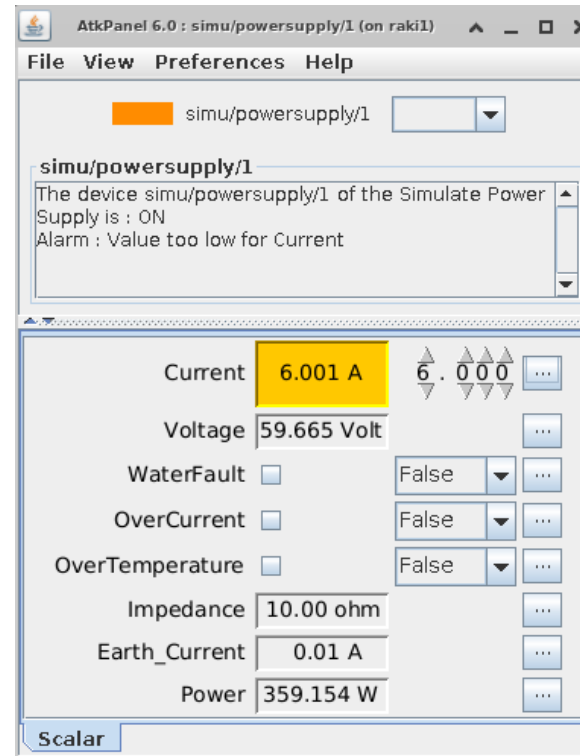 AtkPanel 6.0 : simu/powersupply/1 (on raki1)
File View Preferences Help
simu/powersupply/1
simu/powersupply/1
The device simu/powersupply/1 of the Simulate Power
Supply is : ON
Alarm : Value too low for Current
Current 6.001 A 6.000 ...
Voltage 59.665 Volt ...
WaterFault False ...
OverCurrent False ...
OverTemperature False ...
Impedance 10.00 ohm ...
Earth_Current 0.01 A ...
Power 359.154 W ...
Scalar